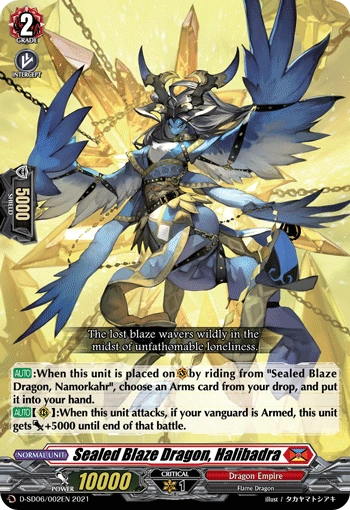 2
GRADE
INTERCEPT
5000
SHIELD
The lost blaze wavers wildly in the
midst of unfathomable loneliness.
AUTO:When this unit is placed on by riding from "Sealed Blaze
Dragon, Namorkahr", choose an Arms card from your drop, and put
it into your hand.
AUTO[ ]:When this unit attacks, if your vanguard is Armed, this unit
gets +5000 until end of that battle.
NORMAL UNIT
Sealed Blaze Dragon, Halibadra
POWER
10000
CRITICAL
1
Dragon Empire
Flame Dragon
D-SD06/002EN 2021
illust / タカヤマトシアキ